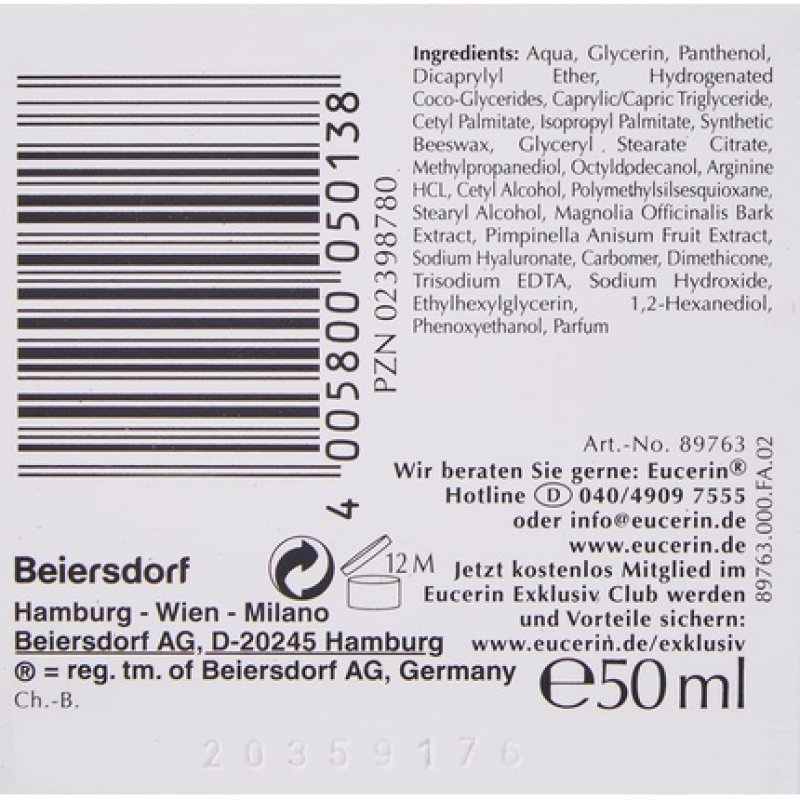 Ingredients: Aqua, Glycerin, Panthenol,
Dicaprylyl Ether, Hydrogenated
Coco-Glycerides, Caprylic/Capric Triglyceride,
Cetyl Palmitate, Isopropyl Palmitate, Synthetic
Beeswax, Glyceryl Stearate Citrate,
Methylpropanediol, Octyldodecanol, Arginine
HCL, Cetyl Alcohol, Polymethylsilsesquioxane,
Stearyl Alcohol, Magnolia Officinalis Bark
Extract, Pimpinella Anisum Fruit Extract,
Sodium Hyaluronate, Carbomer, Dimethicone,
Trisodium EDTA, Sodium Hydroxide,
Ethylhexylglycerin, 1,2-Hexanediol,
Phenoxyethanol, Parfum
4 005800 050138
PZN 02398780
Art.-No. 89763
Wir beraten Sie gerne: Eucerin®
Hotline D 040/4909 7555
oder info@eucerin.de
www.eucerin.de
Jetzt kostenlos Mitglied im
Eucerin Exklusiv Club werden
und Vorteile sichern:
www.eucerin.de/exklusiv
89763.000.FA.02
12 M
Beiersdorf
Hamburg - Wien - Milano
Beiersdorf AG, D-20245 Hamburg
® = reg. tm. of Beiersdorf AG, Germany
Ch.-B.
℮50 ml
20359176